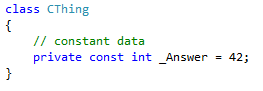 class CThing
{
    // constant data
    private const int _Answer = 42;
}